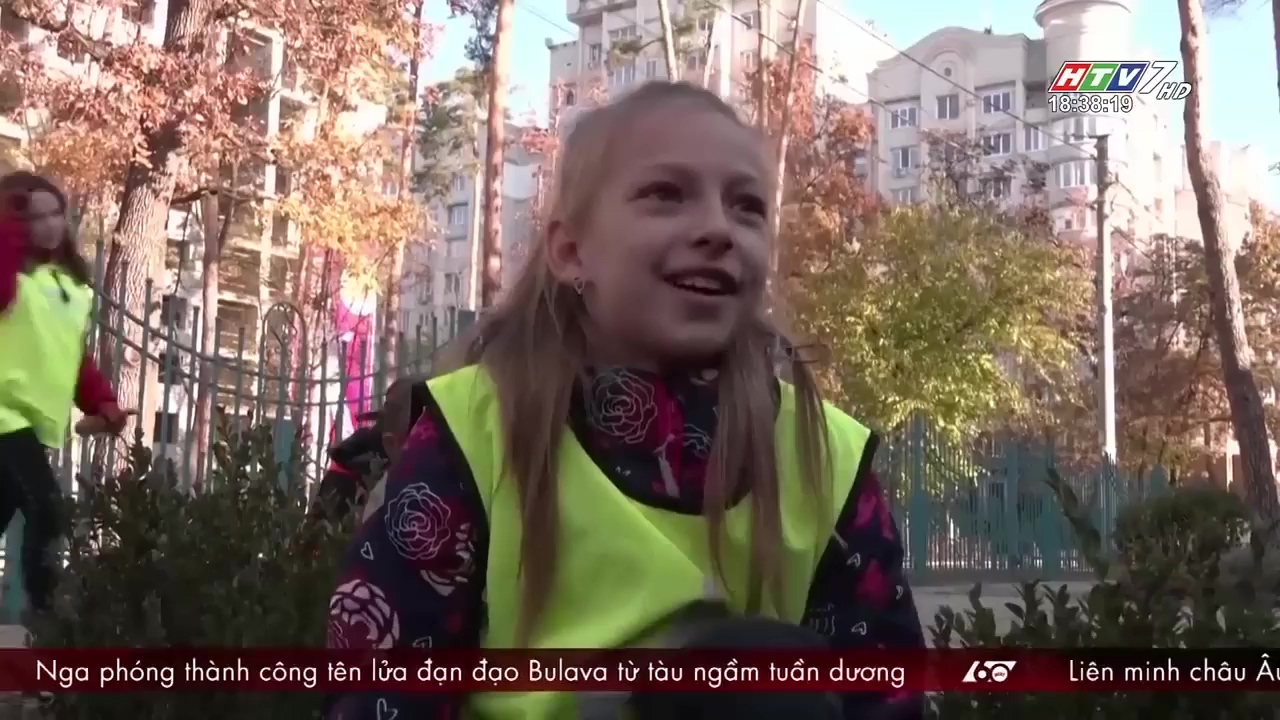 HTV7 HD
18:38:19
Nga phóng thành công tên lửa đạn đạo Bulava từ tàu ngầm tuần dương 60 Liên minh châu Âu